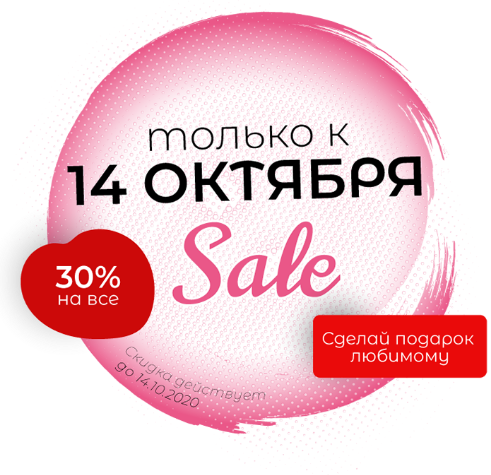 только к
14 ОКТЯБРЯ
Sale
30%
на все
Сделай подарок
любимому
Скидка действует
до 14.10.2020